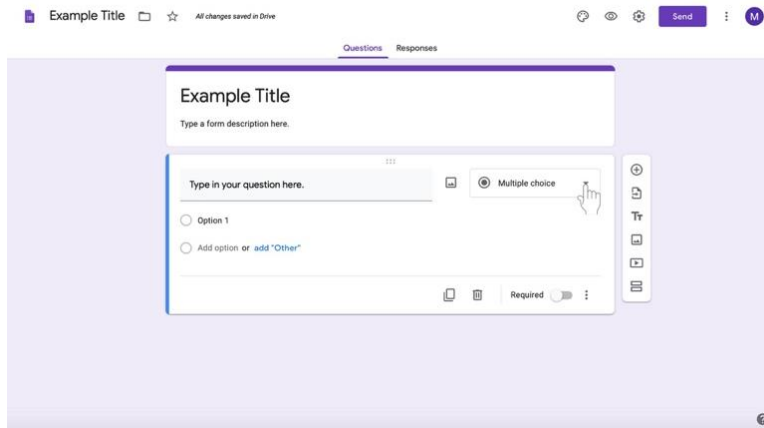 Example Title All changes saved in Drive Send M
Questions Responses
Example Title
Type a form description here.
Type in your question here. Multiple choice
Option 1
Add option or add "Other"
Tт
Required